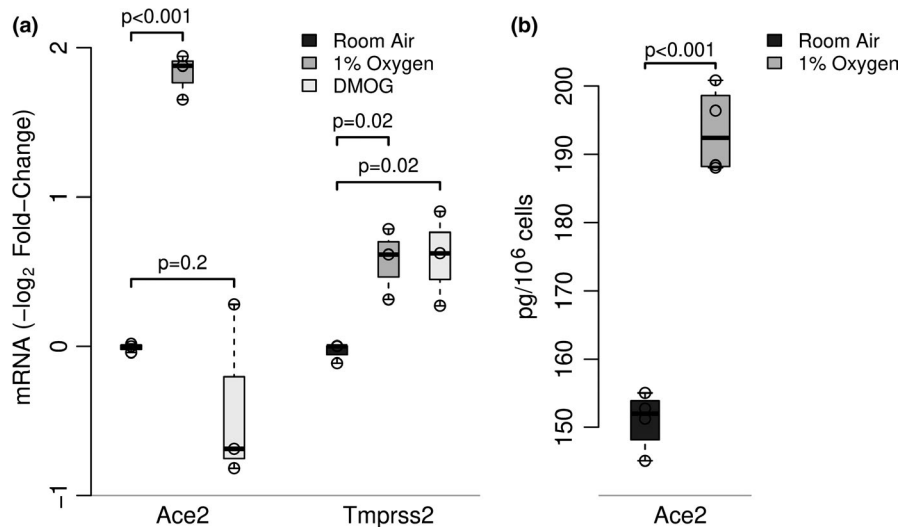 (a)
mRNA (−log2 Fold−Change)
2
1
0
−1
p<0.001
p=0.2
p=0.02
p=0.02
Room Air
1% Oxygen
DMOG
Ace2
Tmprss2
(b)
pg/10⁶ cells
200
190
180
170
160
150
p<0.001
Room Air
1% Oxygen
Ace2